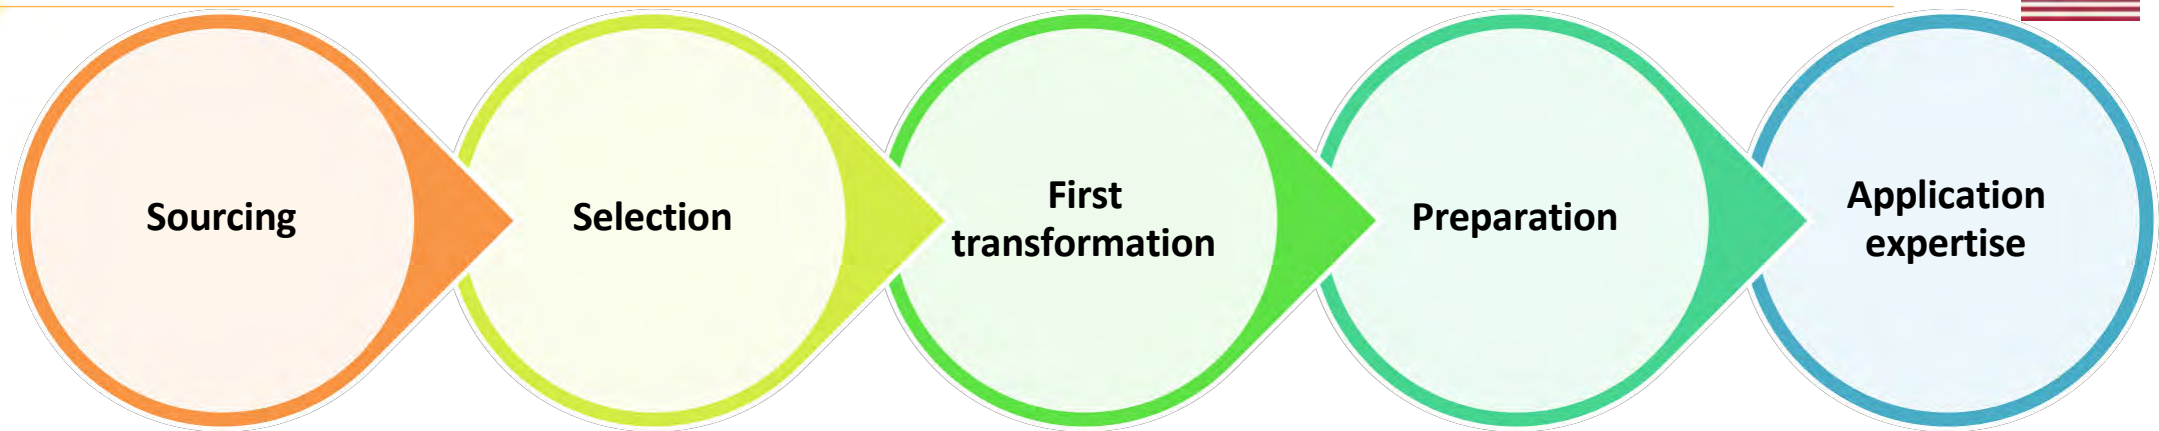 Sourcing
Selection
First
transformation
Preparation
Application
expertise